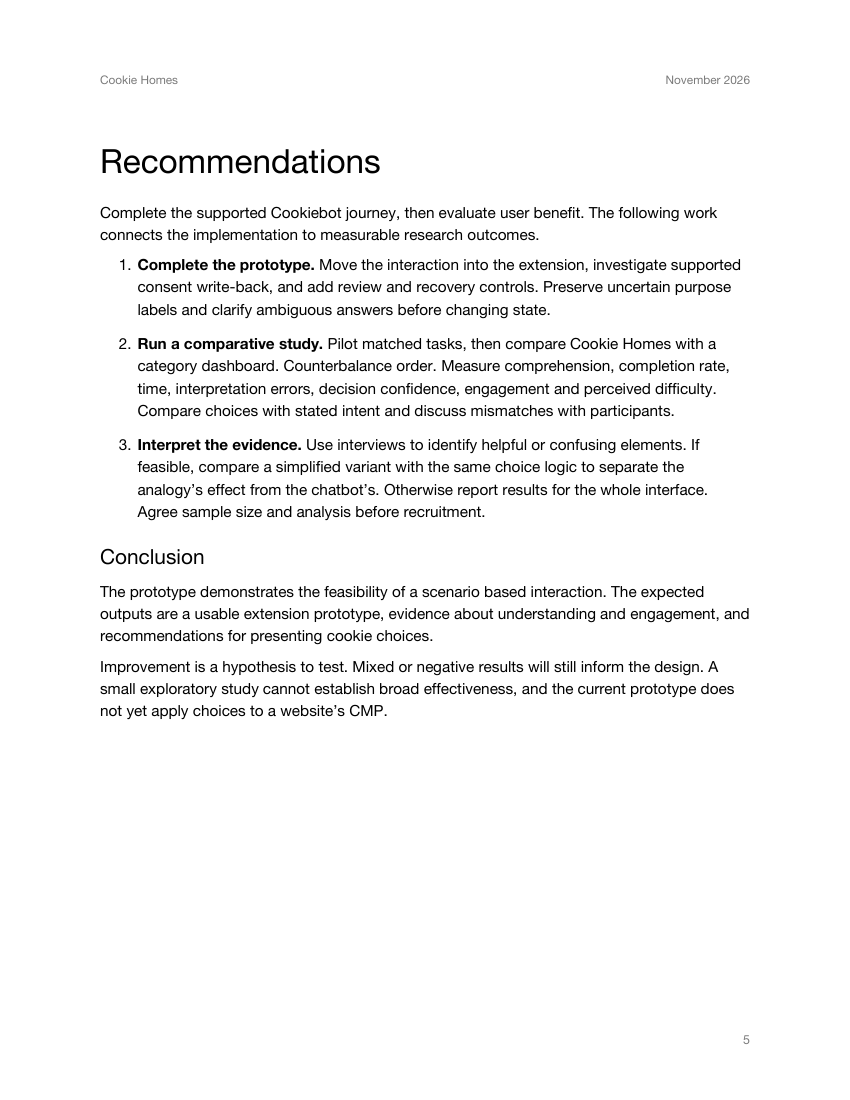 Cookie Homes
November 2026
Recommendations
Complete the supported Cookiebot journey, then evaluate user benefit. The following work
connects the implementation to measurable research outcomes.
1. Complete the prototype. Move the interaction into the extension, investigate supported
consent write-back, and add review and recovery controls. Preserve uncertain purpose
labels and clarify ambiguous answers before changing state.
2. Run a comparative study. Pilot matched tasks, then compare Cookie Homes with a
category dashboard. Counterbalance order. Measure comprehension, completion rate,
time, interpretation errors, decision confidence, engagement and perceived difficulty.
Compare choices with stated intent and discuss mismatches with participants.
3. Interpret the evidence. Use interviews to identify helpful or confusing elements. If
feasible, compare a simplified variant with the same choice logic to separate the
analogy’s effect from the chatbot’s. Otherwise report results for the whole interface.
Agree sample size and analysis before recruitment.
Conclusion
The prototype demonstrates the feasibility of a scenario based interaction. The expected
outputs are a usable extension prototype, evidence about understanding and engagement, and
recommendations for presenting cookie choices.
Improvement is a hypothesis to test. Mixed or negative results will still inform the design. A
small exploratory study cannot establish broad effectiveness, and the current prototype does
not yet apply choices to a website’s CMP.
5